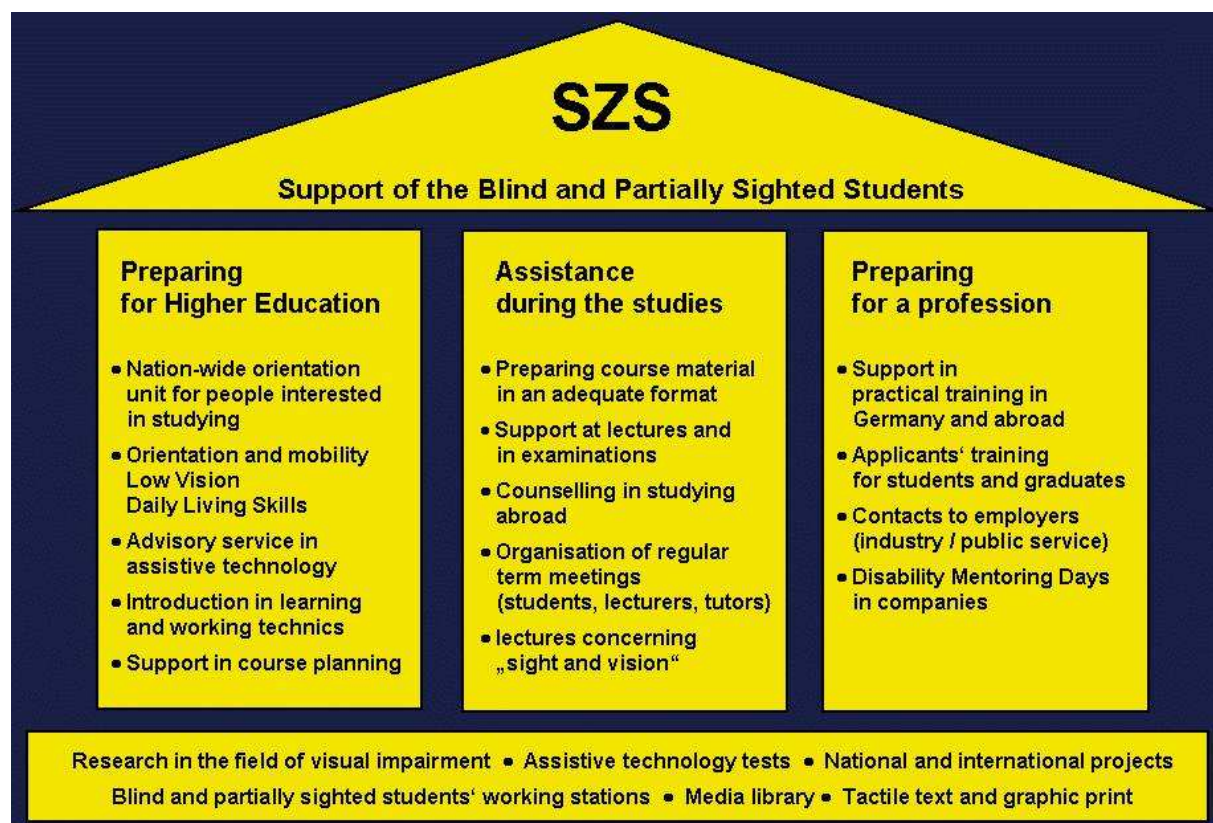 SZS
Support of the Blind and Partially Sighted Students
Preparing
for Higher Education
• Nation-wide orientation
unit for people interested
in studying
• Orientation and mobility
Low Vision
Daily Living Skills
• Advisory service in
assistive technology
• Introduction in learning
and working technics
• Support in course planning
Assistance
during the studies
• Preparing course material
in an adequate format
• Support at lectures and
in examinations
• Counselling in studying
abroad
• Organisation of regular
term meetings
(students, lecturers, tutors)
• lectures concerning
„sight and vision“
Preparing
for a profession
• Support in
practical training in
Germany and abroad
• Applicants‘ training
for students and graduates
• Contacts to employers
(industry / public service)
• Disability Mentoring Days
in companies
Research in the field of visual impairment • Assistive technology tests • National and international projects
Blind and partially sighted students‘ working stations • Media library • Tactile text and graphic print